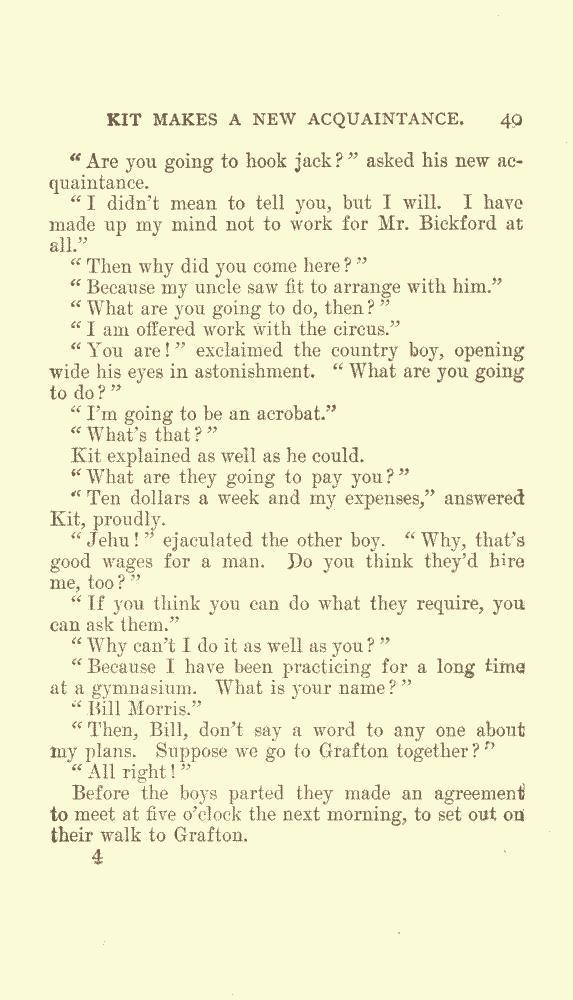 KIT MAKES A NEW ACQUAINTANCE. 49
“Are you going to hook jack?” asked his new ac-
quaintance.
“I didn’t mean to tell you, but I will. I have
made up my mind not to work for Mr. Bickford at
all.”
“Then why did you come here?”
“Because my uncle saw fit to arrange with him.”
“What are you going to do, then?”
“I am offered work with the circus.”
“You are!” exclaimed the country boy, opening
wide his eyes in astonishment. “What are you going
to do?”
“I’m going to be an acrobat.”
“What’s that?”
Kit explained as well as he could.
“What are they going to pay you?”
“Ten dollars a week and my expenses,” answered
Kit, proudly.
“Jehu!” ejaculated the other boy. “Why, that’s
good wages for a man. Do you think they’d hire
me, too?”
“If you think you can do what they require, you
can ask them.”
“Why can’t I do it as well as you?”
“Because I have been practicing for a long time
at a gymnasium. What is your name?”
“Bill Morris.”
“Then, Bill, don’t say a word to any one about
my plans. Suppose we go to Grafton together?”
“All right!”
Before the boys parted they made an agreement
to meet at five o’clock the next morning, to set out on
their walk to Grafton.
4